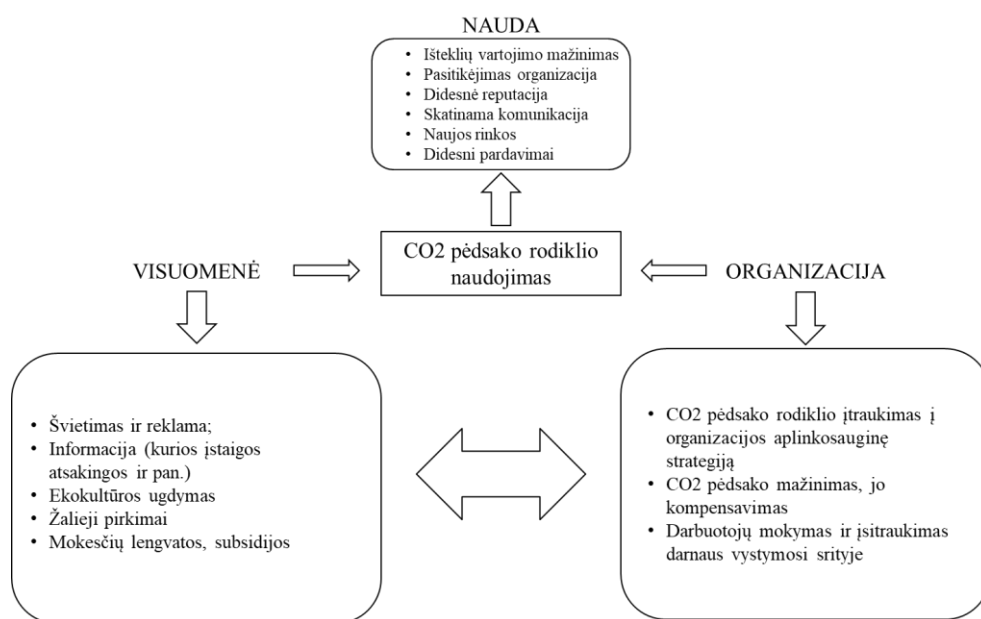 NAUDA
• Išteklių vartojimo mažinimas
• Pasitikėjimas organizacija
• Didesnė reputacija
• Skatinama komunikacija
• Naujos rinkos
• Didesni pardavimai
VISUOMENĖ
CO2 pėdsako rodiklio
naudojimas
ORGANIZACIJA
• Švietimas ir reklama;
• Informacija (kurios įstaigos
atsakingos ir pan.)
• Ekokultūros ugdymas
• Žalieji pirkimai
• Mokesčių lengvatos, subsidijos
• CO2 pėdsako rodiklio įtraukimas į
organizacijos aplinkosauginę
strategiją
• CO2 pėdsako mažinimas, jo
kompensavimas
• Darbuotojų mokymas ir įsitraukimas
darnaus vystymosi srityje